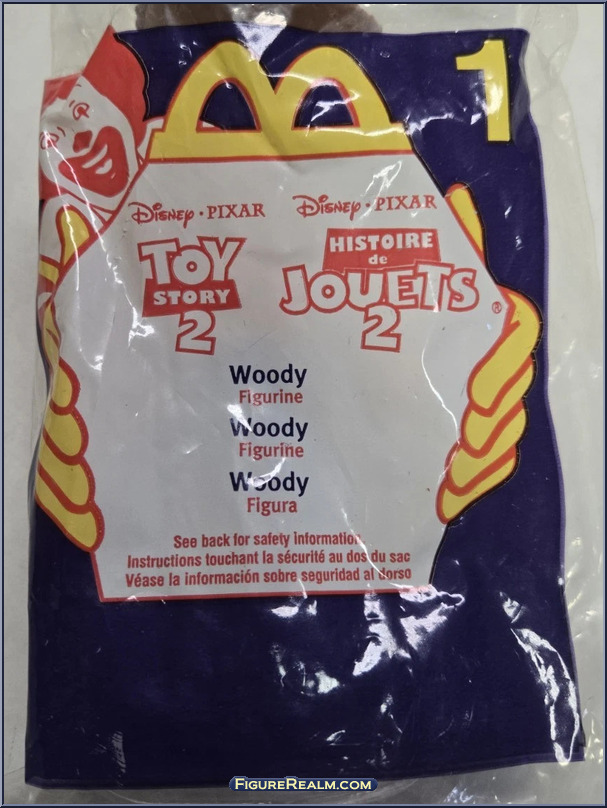 1
Disney • PIXAR
TOY
STORY
2
Disney • PIXAR
HISTOIRE
de
JOUETS ®
2
Woody
Figurine
Woody
Figurine
Woody
Figura
See back for safety information.
Instructions touchant la sécurité au dos du sac
Véase la información sobre seguridad al dorso
FIGUREREALM.COM